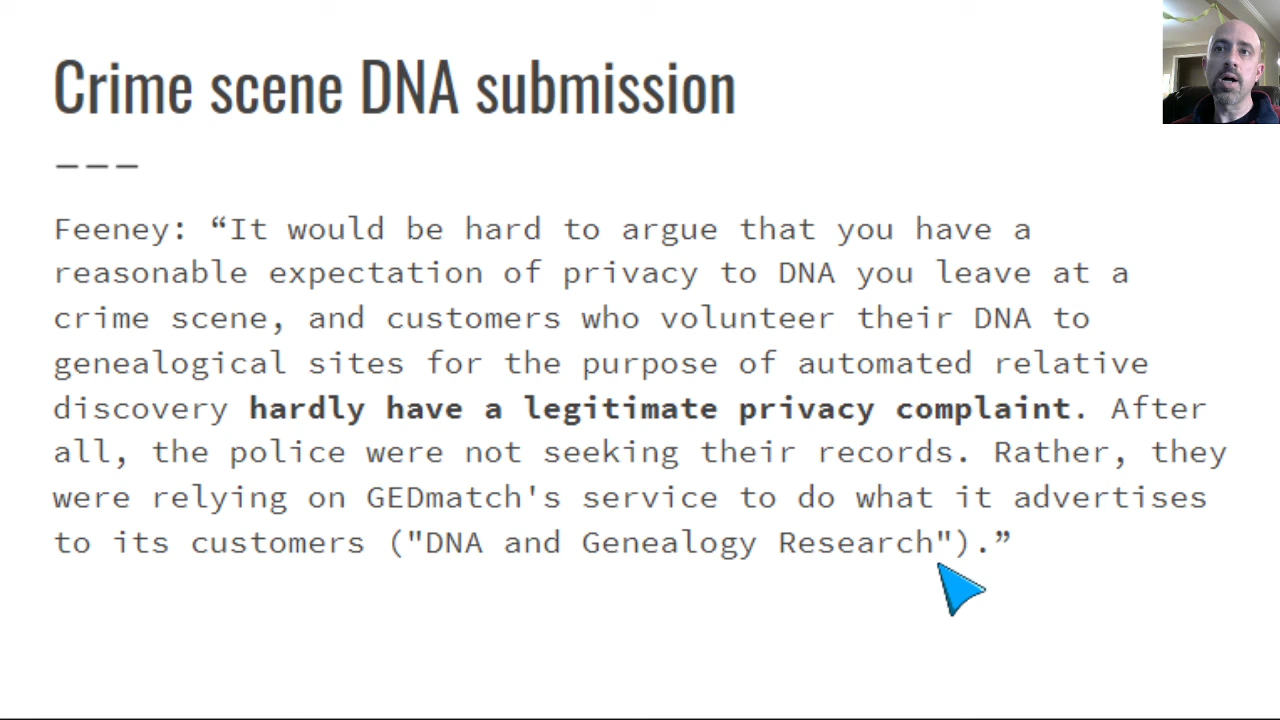 Crime scene DNA submission
———
Feeney: “It would be hard to argue that you have a
reasonable expectation of privacy to DNA you leave at a
crime scene, and customers who volunteer their DNA to
genealogical sites for the purpose of automated relative
discovery hardly have a legitimate privacy complaint. After
all, the police were not seeking their records. Rather, they
were relying on GEDmatch's service to do what it advertises
to its customers ("DNA and Genealogy Research").”